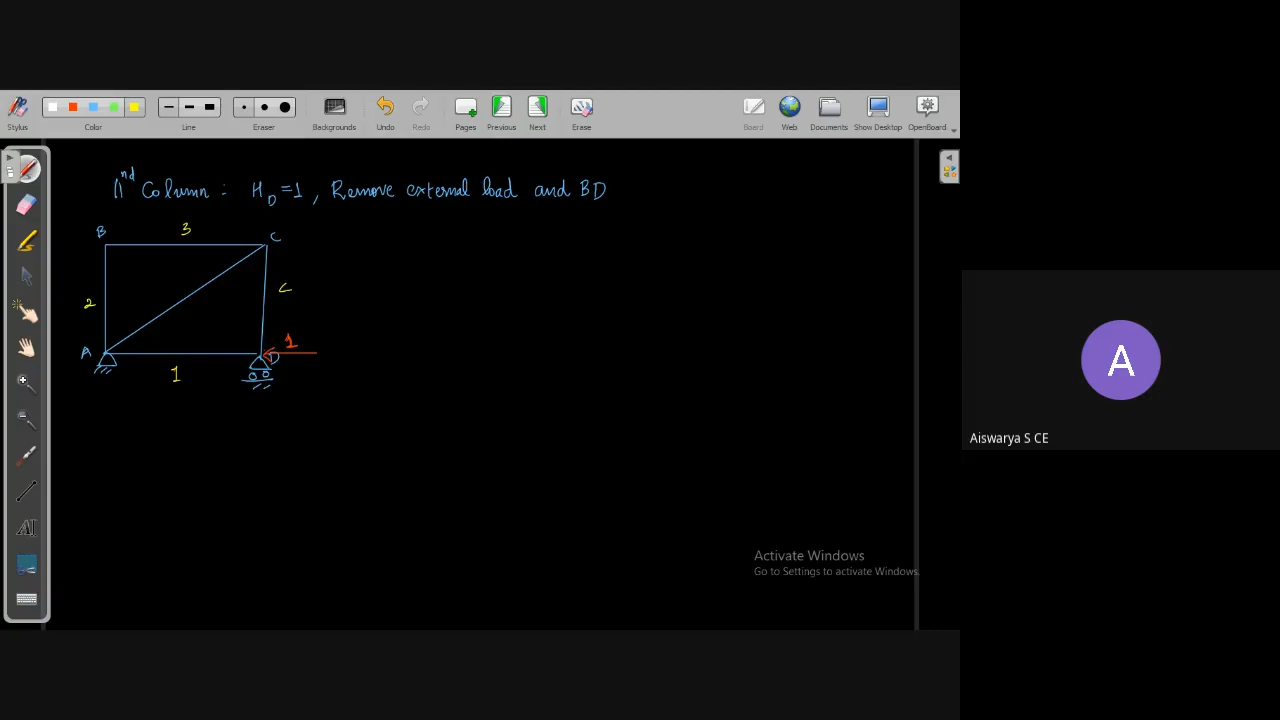 Stylus Color Line Eraser Backgrounds Undo Redo Pages Previous Next Erase Board Web Documents Show Desktop OpenBoard
IInd Column : H_D = 1 , Remove external load and BD
B 3 C
2 C
A D 1
1
Aiswarya S CE
A
Activate Windows
Go to Settings to activate Windows.